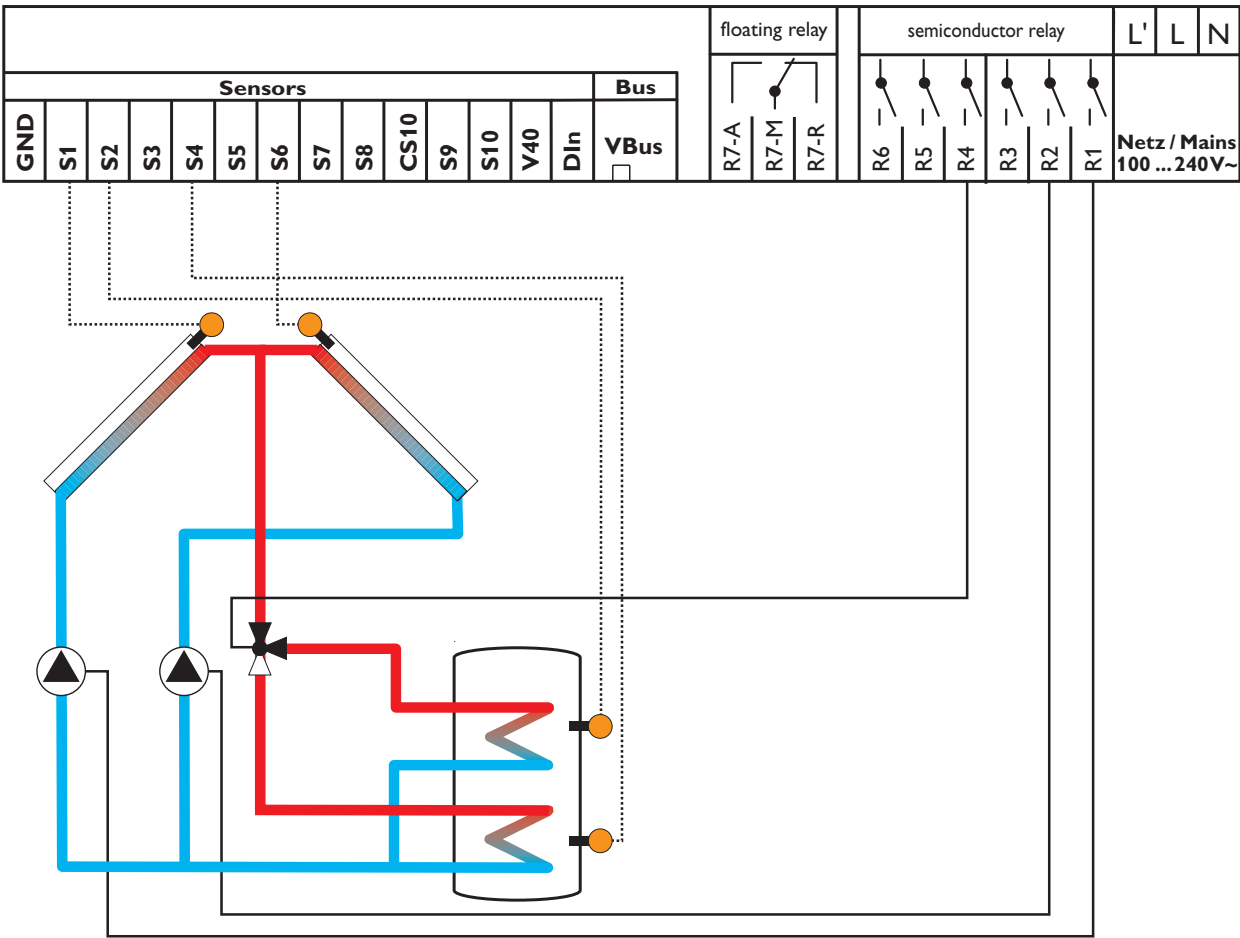 floating relay
semiconductor relay
L' L N
Sensors
Bus
GND S1 S2 S3 S4 S5 S6 S7 S8 CS10 S9 S10 V40 DIn
VBus
R7-A R7-M R7-R
R6 R5 R4 R3 R2 R1
Netz / Mains
100 ... 240V~